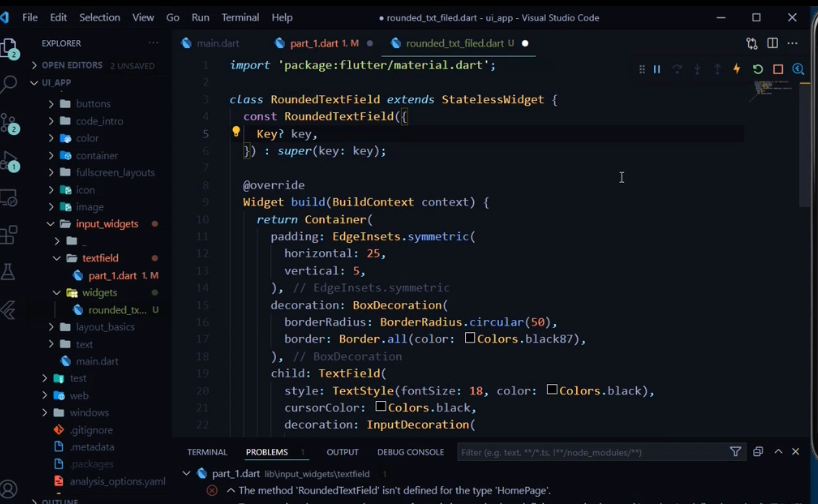 File Edit Selection View Go Run Terminal Help
● rounded_txt_filed.dart - ui_app - Visual Studio Code
EXPLORER ···
OPEN EDITORS 2 UNSAVED
UI_APP
buttons
code_intro
color
container
fullscreen_layouts
icon
image
input_widgets
_
textfield
part_1.dart 1. M
widgets
rounded_tx... U
layout_basics
text
main.dart
test
web
windows
.gitignore
.metadata
.packages
analysis_options.yaml
OUTLINE
2
2
1
main.dart
part_1.dart 1. M
rounded_txt_filed.dart U
1 import 'package:flutter/material.dart';
2
3 class RoundedTextField extends StatelessWidget {
4 const RoundedTextField({
5 Key? key,
6 }) : super(key: key);
7
8 @override
9 Widget build(BuildContext context) {
10 return Container(
11 padding: EdgeInsets.symmetric(
12 horizontal: 25,
13 vertical: 5,
14 ), // EdgeInsets.symmetric
15 decoration: BoxDecoration(
16 borderRadius: BorderRadius.circular(50),
17 border: Border.all(color: Colors.black87),
18 ), // BoxDecoration
19 child: TextField(
20 style: TextStyle(fontSize: 18, color: Colors.black),
21 cursorColor: Colors.black,
22 decoration: InputDecoration(
TERMINAL PROBLEMS 1 OUTPUT DEBUG CONSOLE Filter (e.g. text, **/*.ts, !**/node_modules/**)
part_1.dart lib\input_widgets\textfield 1
The method 'RoundedTextField' isn't defined for the type 'HomePage'.